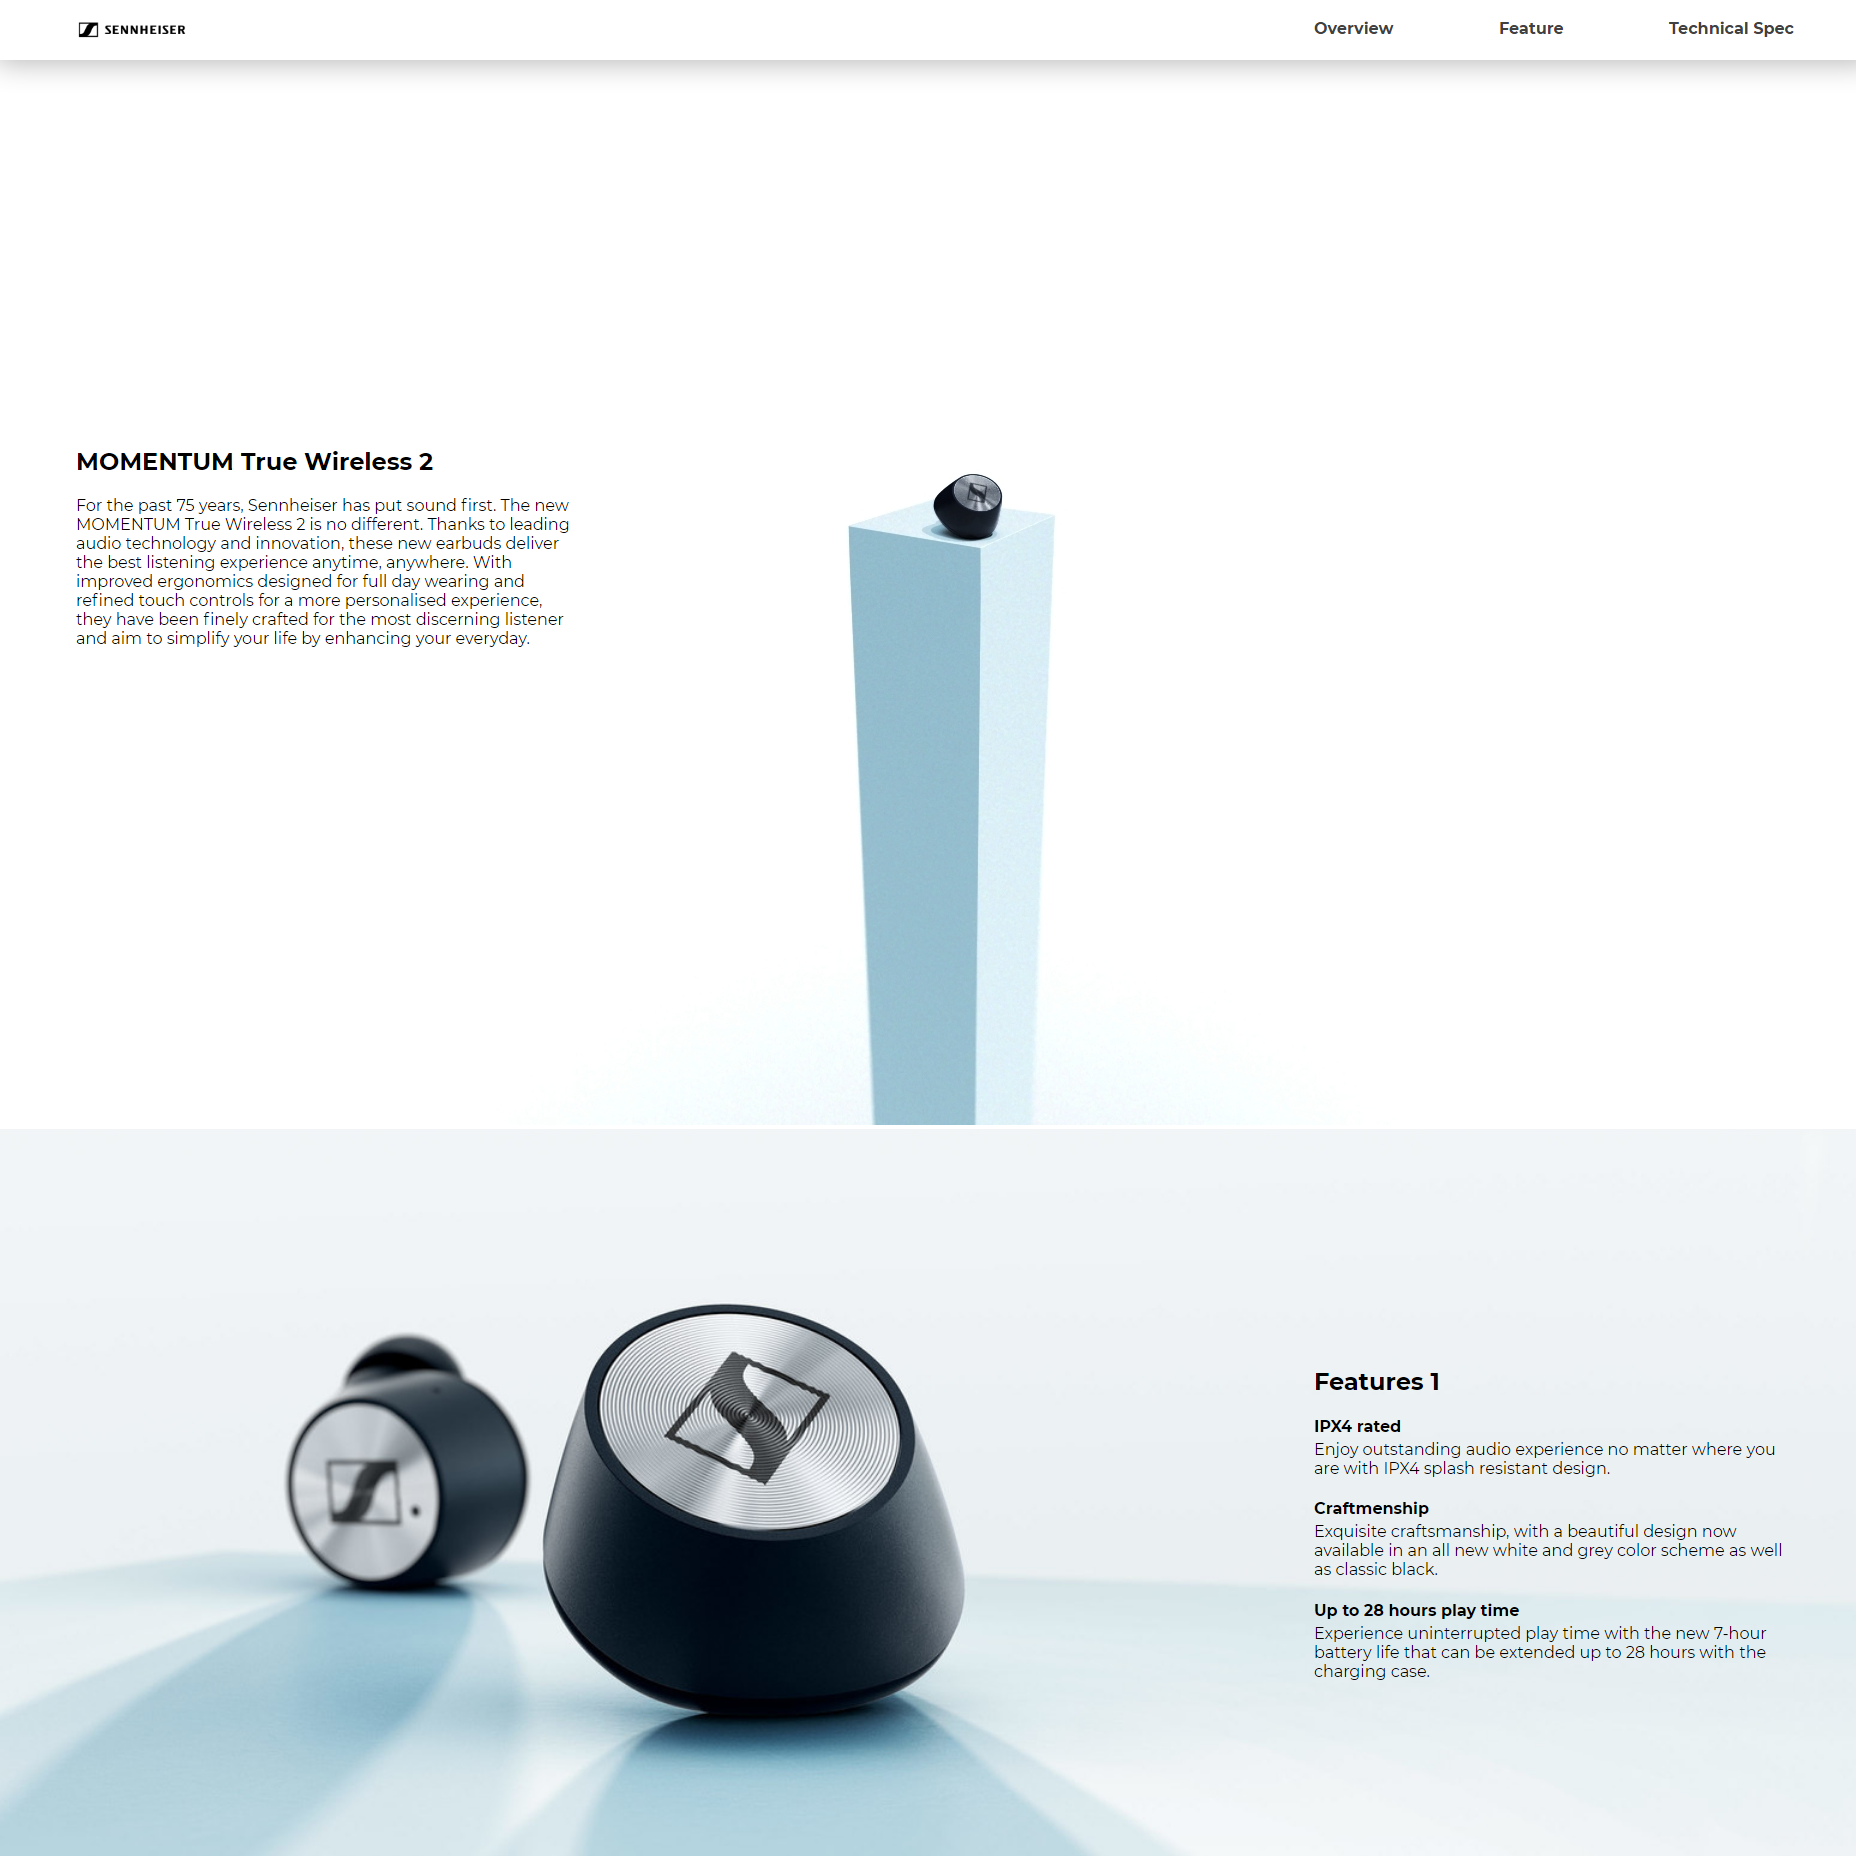 SENNHEISER
Overview
Feature
Technical Spec
MOMENTUM True Wireless 2
For the past 75 years, Sennheiser has put sound first. The new
MOMENTUM True Wireless 2 is no different. Thanks to leading
audio technology and innovation, these new earbuds deliver
the best listening experience anytime, anywhere. With
improved ergonomics designed for full day wearing and
refined touch controls for a more personalised experience,
they have been finely crafted for the most discerning listener
and aim to simplify your life by enhancing your everyday.
Features 1
IPX4 rated
Enjoy outstanding audio experience no matter where you
are with IPX4 splash resistant design.
Craftmenship
Exquisite craftsmanship, with a beautiful design now
available in an all new white and grey color scheme as well
as classic black.
Up to 28 hours play time
Experience uninterrupted play time with the new 7-hour
battery life that can be extended up to 28 hours with the
charging case.